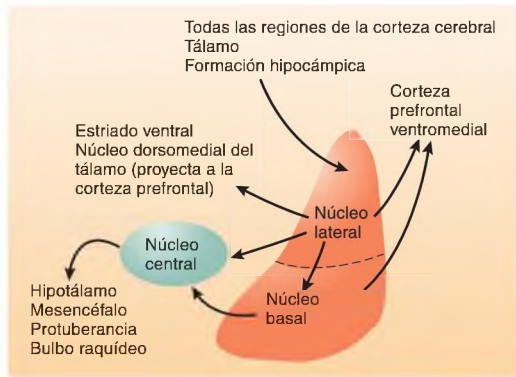 Todas las regiones de la corteza cerebral
Tálamo
Formación hipocámpica
Corteza
prefrontal
ventromedial
Estriado ventral
Núcleo dorsomedial del
tálamo (proyecta a la
corteza prefrontal)
Núcleo
lateral
Núcleo
central
Núcleo
basal
Hipotálamo
Mesencéfalo
Protuberancia
Bulbo raquídeo